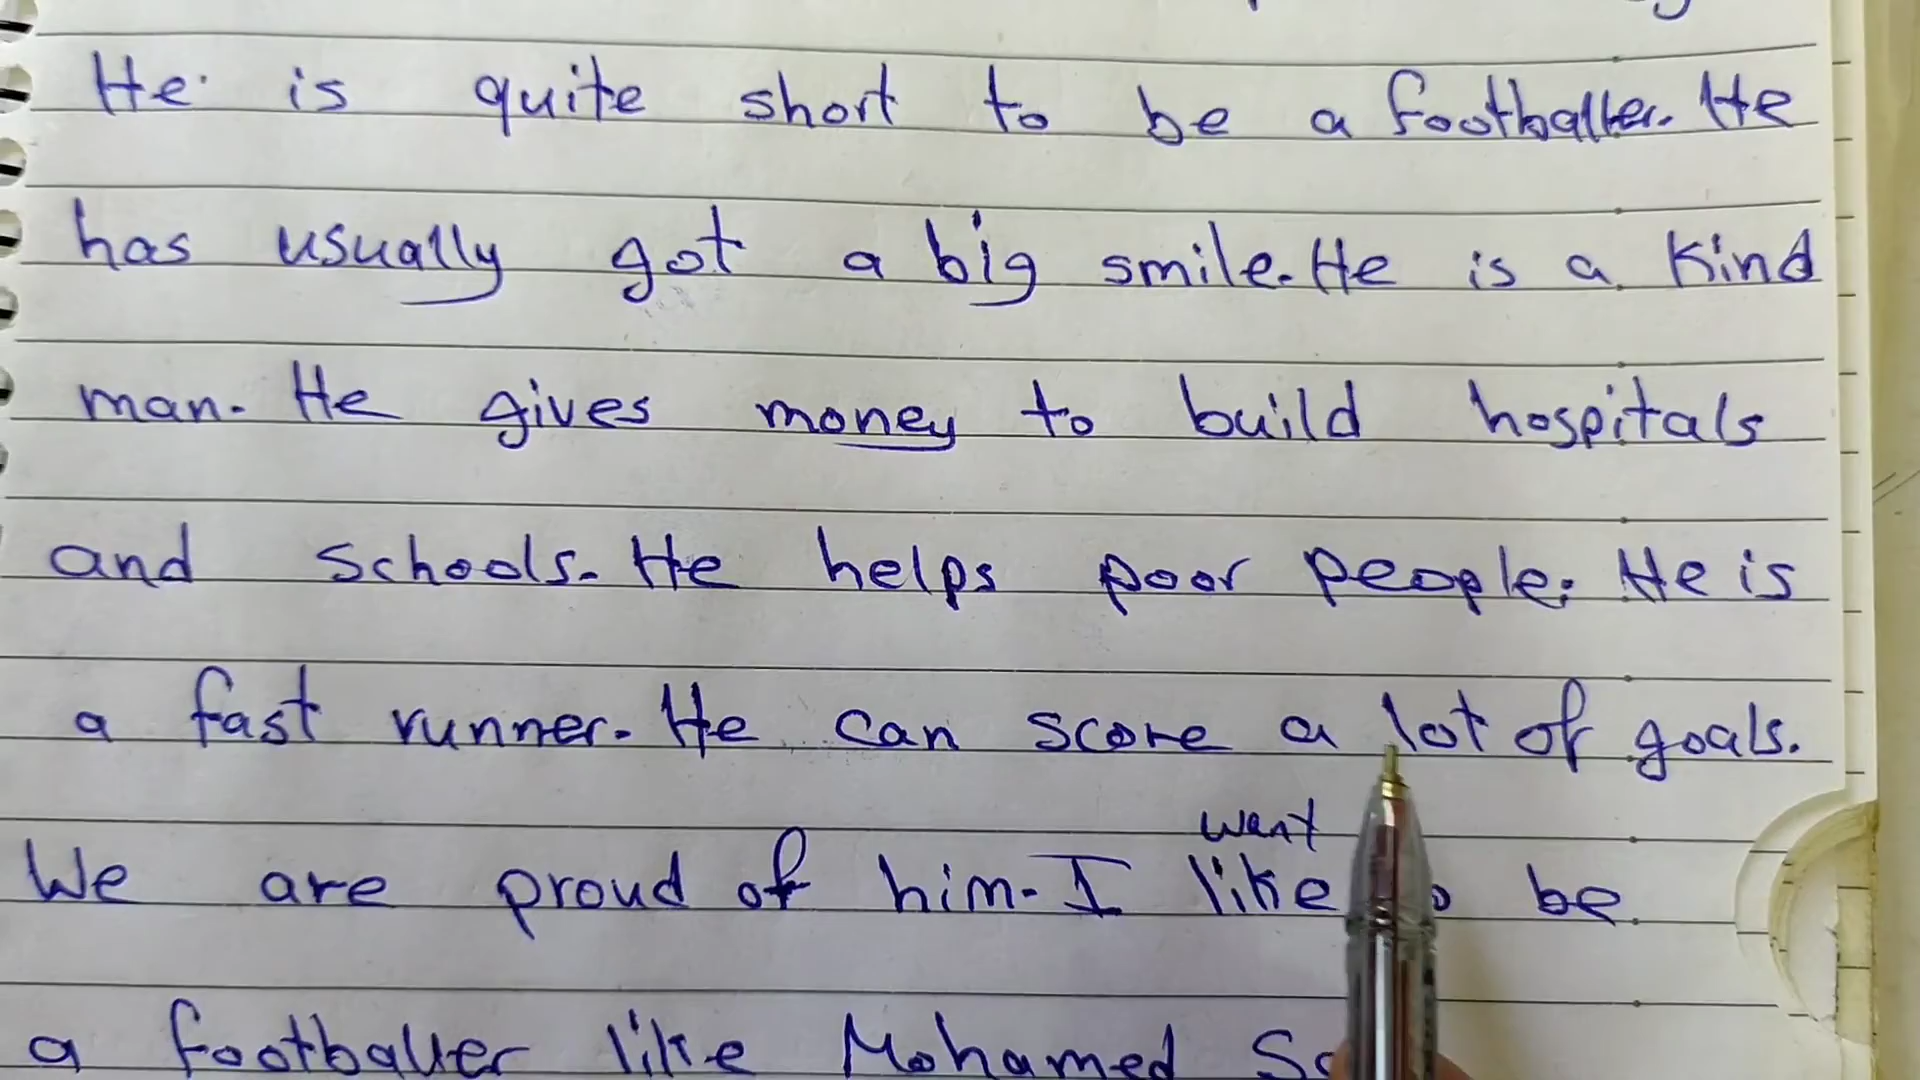 He is quite short to be a footballer. He
has usually got a big smile. He is a kind
man. He gives money to build hospitals
and schools. He helps poor people. He is
a fast runner. He can score a lot of goals.
want
We are proud of him. I like be
a footballer like Mohamed